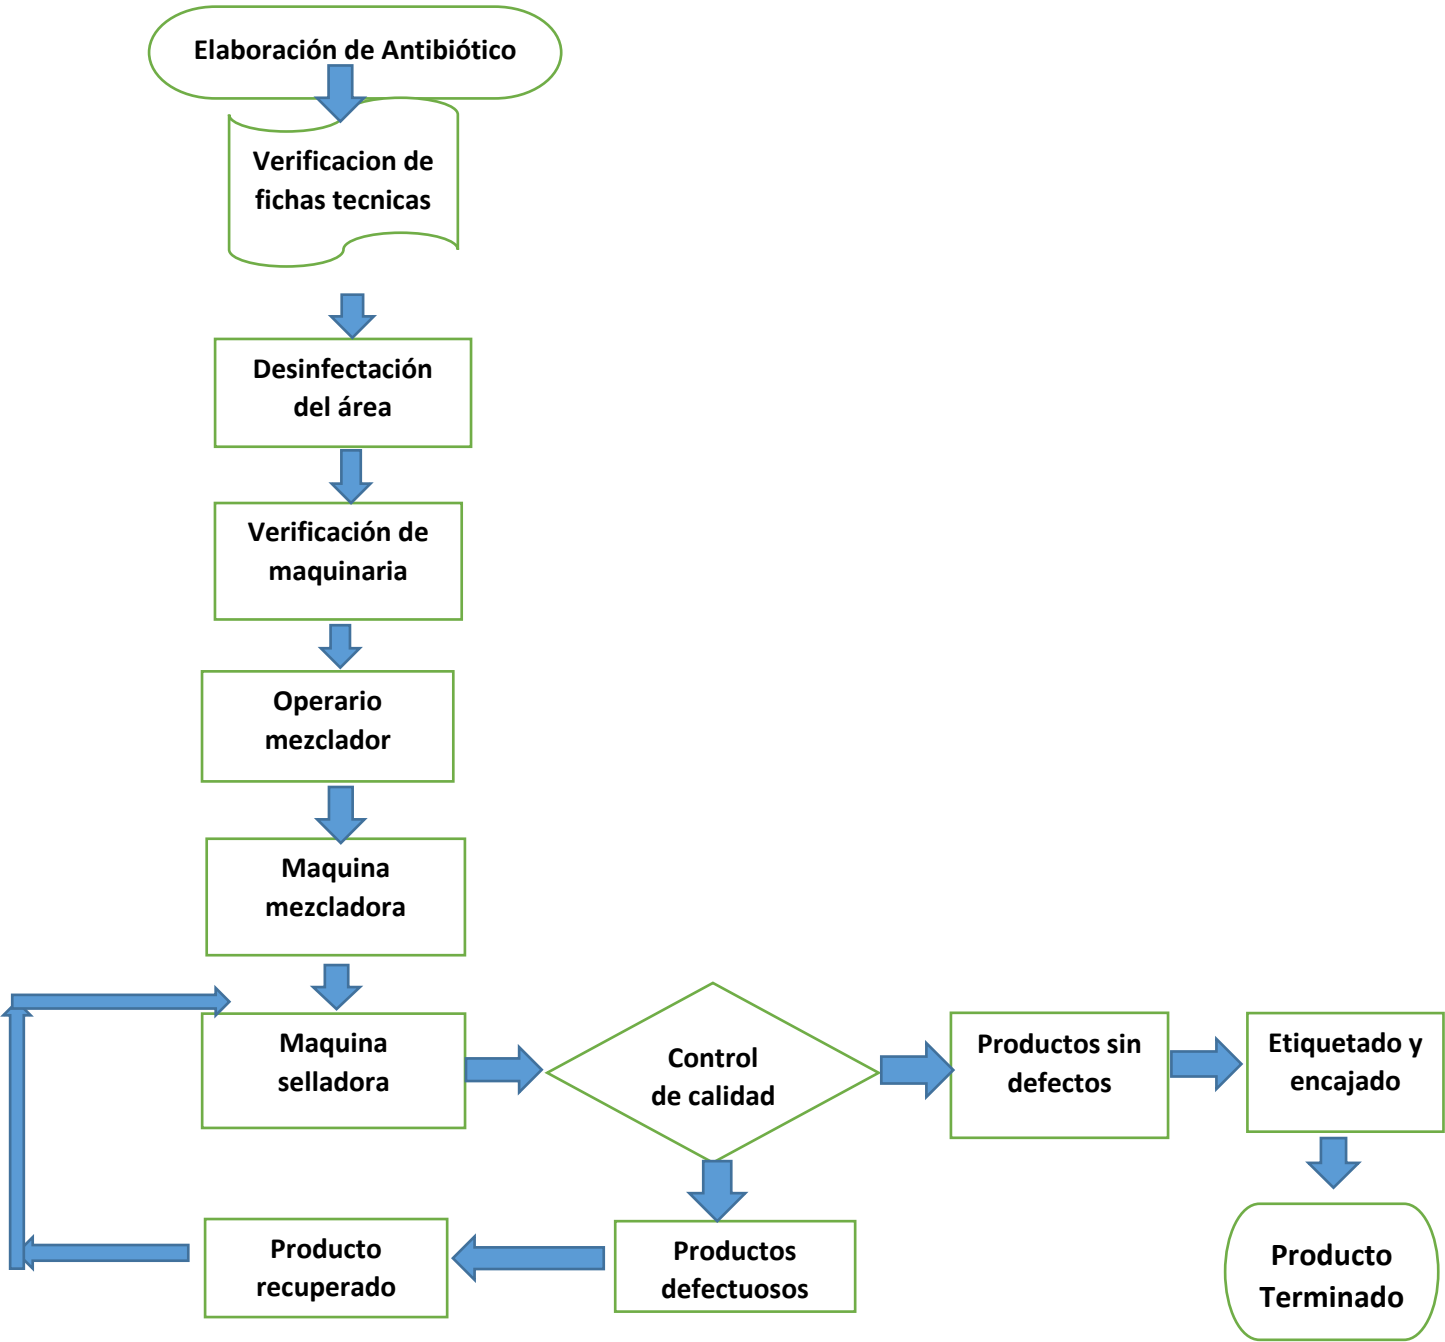 Elaboración de Antibiótico
Verificacion de
fichas tecnicas
Desinfectación
del área
Verificación de
maquinaria
Operario
mezclador
Maquina
mezcladora
Maquina
selladora
Control
de calidad
Productos sin
defectos
Etiquetado y
encajado
Producto
recuperado
Productos
defectuosos
Producto
Terminado